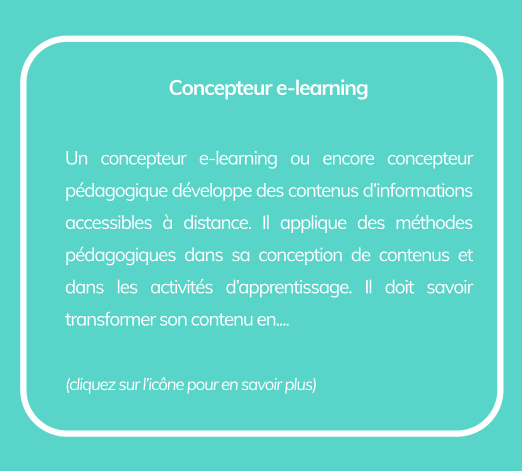 Concepteur e-learning
Un concepteur e-learning ou encore concepteur
pédagogique développe des contenus d'informations
accessibles à distance. Il applique des méthodes
pédagogiques dans sa conception de contenus et
dans les activités d'apprentissage. Il doit savoir
transformer son contenu en....
(cliquez sur l'icône pour en savoir plus)